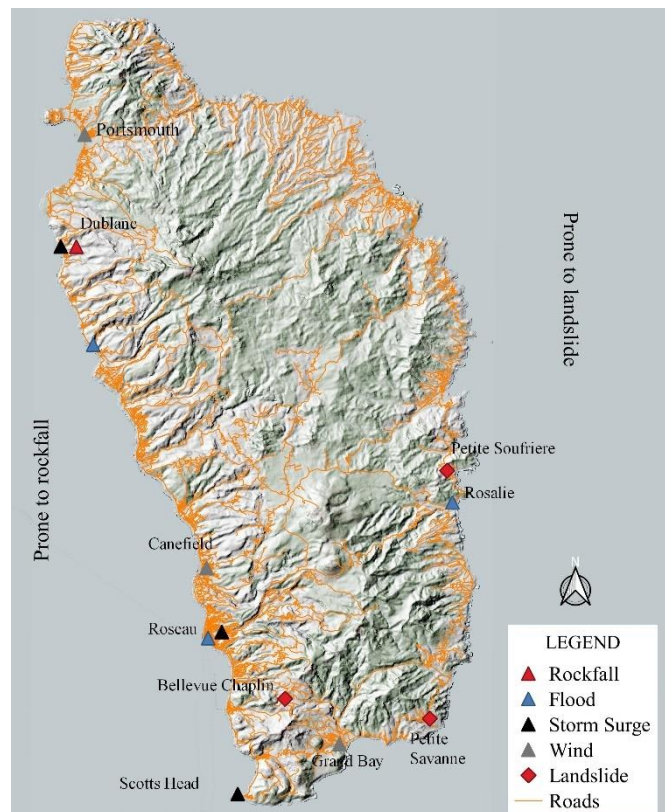 Portsmouth
Dublanc
Prone to landslide
Prone to rockfall
Petite Soufriere
Rosalie
Canefield
Roseau
Bellevue Chaplin
Grand Bay
Petite
Savanne
Scotts Head
N
LEGEND
Rockfall
Flood
Storm Surge
Wind
Landslide
Roads